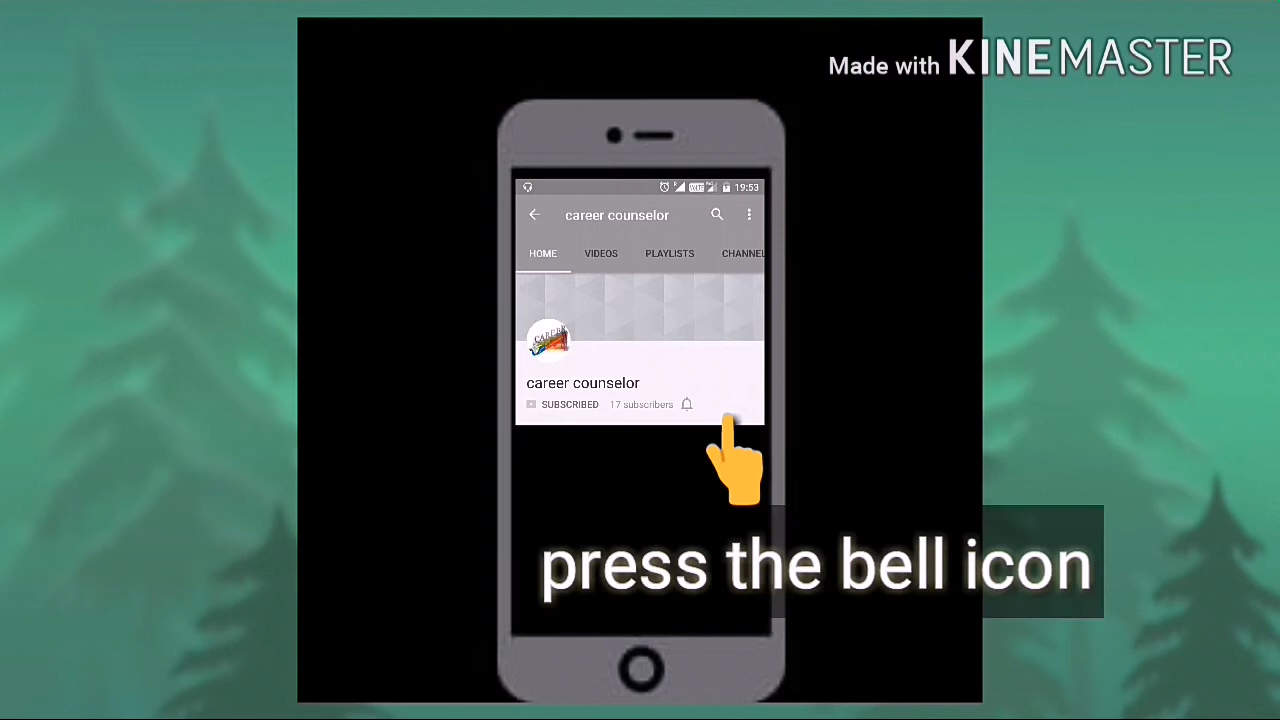 Made with KINEMASTER
19:53
career counselor
HOME VIDEOS PLAYLISTS CHANNEL
CAREER
career counselor
SUBSCRIBED 17 subscribers
press the bell icon